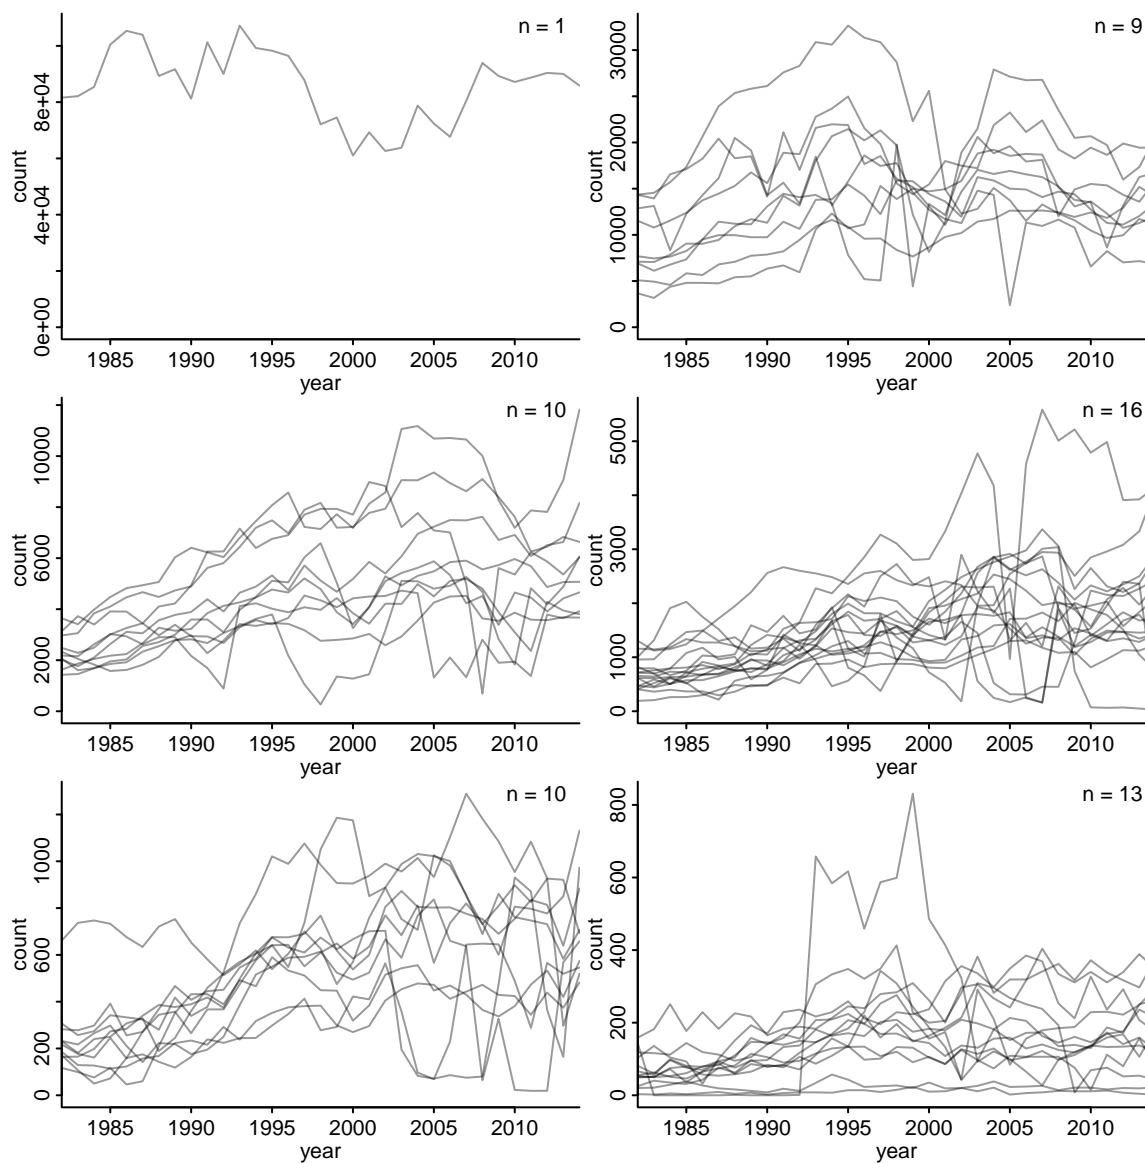 n = 1
count
0e+00 4e+04 8e+04
1985 1990 1995 2000 2005 2010
year
n = 9
count
0 10000 20000 30000
1985 1990 1995 2000 2005 2010
year
n = 10
count
0 2000 6000 10000
1985 1990 1995 2000 2005 2010
year
n = 16
count
0 1000 3000 5000
1985 1990 1995 2000 2005 2010
year
n = 10
count
0 200 600 1000
1985 1990 1995 2000 2005 2010
year
n = 13
count
0 200 400 600 800
1985 1990 1995 2000 2005 2010
year